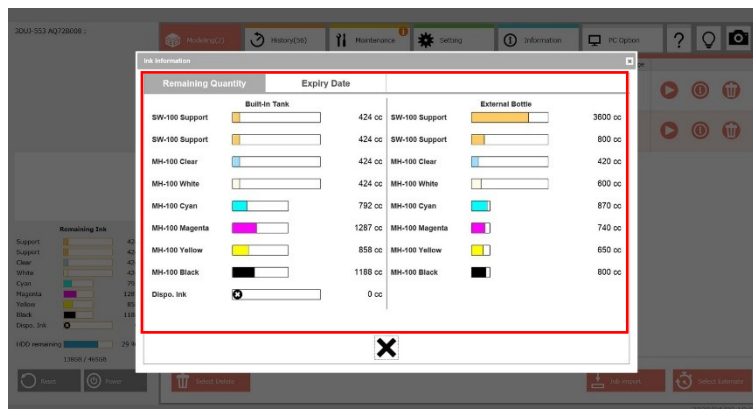 3DUJ-553 AQ72B008 :
Modeling(2)
History(56)
Maintenance
Setting
Information
PC Option
Ink Information
Remaining Quantity
Expiry Date
Built-in Tank
External Bottle
SW-100 Support 424 cc SW-100 Support 3600 cc
SW-100 Support 424 cc SW-100 Support 800 cc
MH-100 Clear 424 cc MH-100 Clear 420 cc
MH-100 White 424 cc MH-100 White 600 cc
MH-100 Cyan 792 cc MH-100 Cyan 870 cc
MH-100 Magenta 1287 cc MH-100 Magenta 740 cc
MH-100 Yellow 858 cc MH-100 Yellow 650 cc
MH-100 Black 1188 cc MH-100 Black 800 cc
Dispo. Ink 0 cc
Remaining Ink
Support
Support
Clear
White
Cyan
Magenta
Yellow
Black
Dispo. Ink
HDD remaining
13858 / 46568
Reset
Power
Select Delete
Job Import
Select Estimate